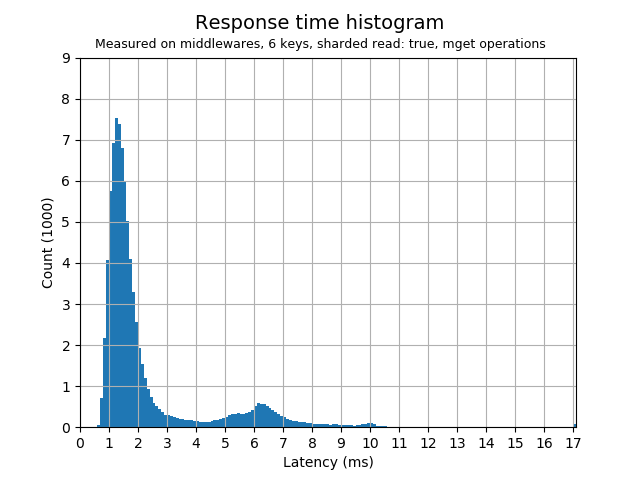 Response time histogram
Measured on middlewares, 6 keys, sharded read: true, mget operations
9
8
7
6
5
4
3
2
1
0
Count (1000)
0 1 2 3 4 5 6 7 8 9 10 11 12 13 14 15 16 17
Latency (ms)